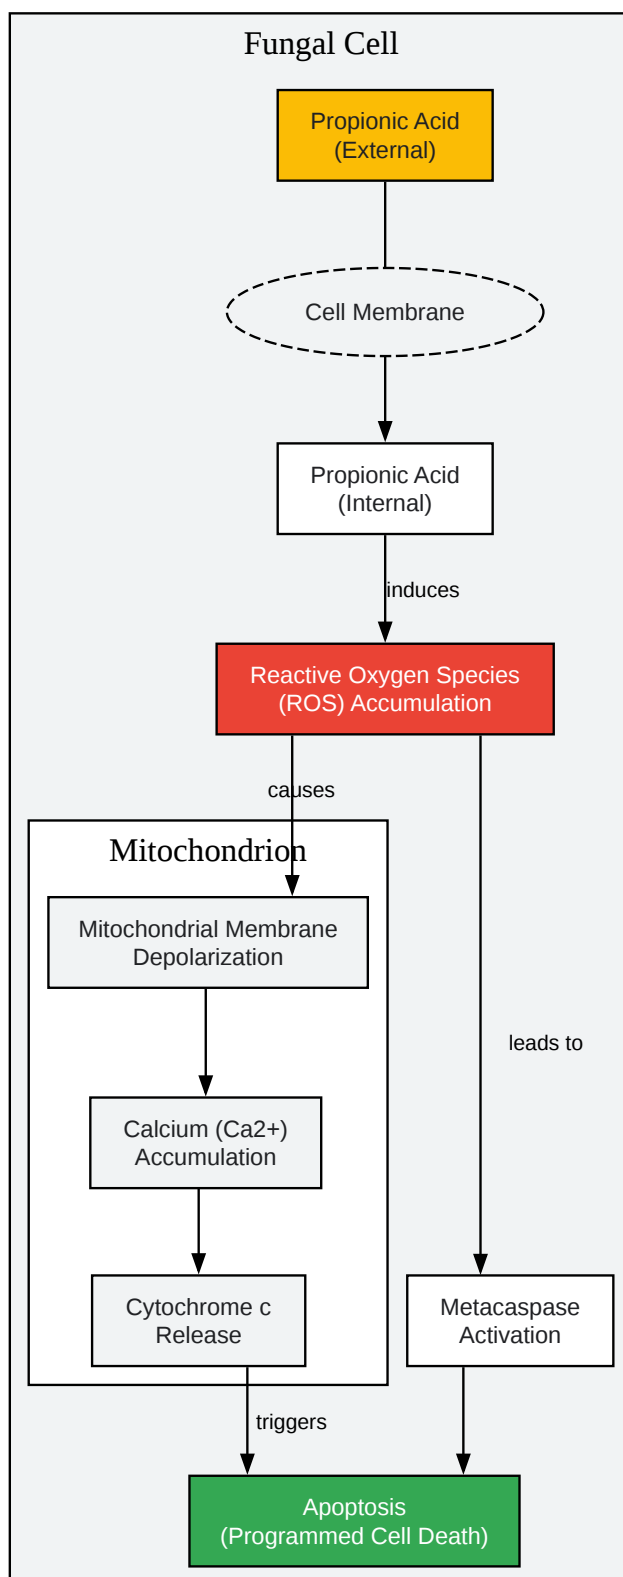 Fungal Cell
Propionic Acid
(External)
Cell Membrane
Propionic Acid
(Internal)
induces
Reactive Oxygen Species
(ROS) Accumulation
causes
Mitochondrion
Mitochondrial Membrane
Depolarization
leads to
Calcium (Ca2+)
Accumulation
Cytochrome c
Release
Metacaspase
Activation
triggers
Apoptosis
(Programmed Cell Death)